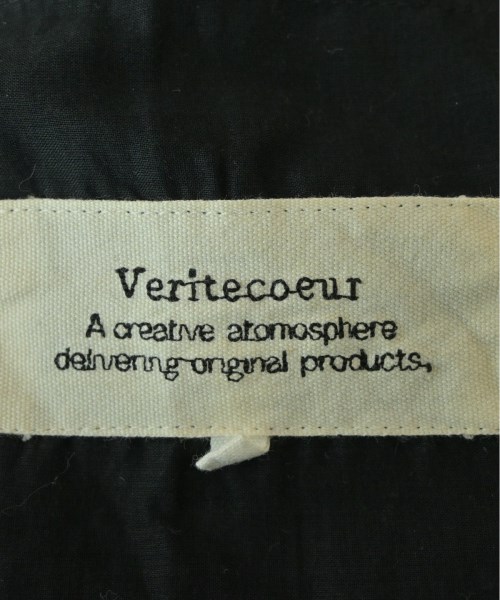 Veritecoeur
A creative atomosphere
delivering original products,